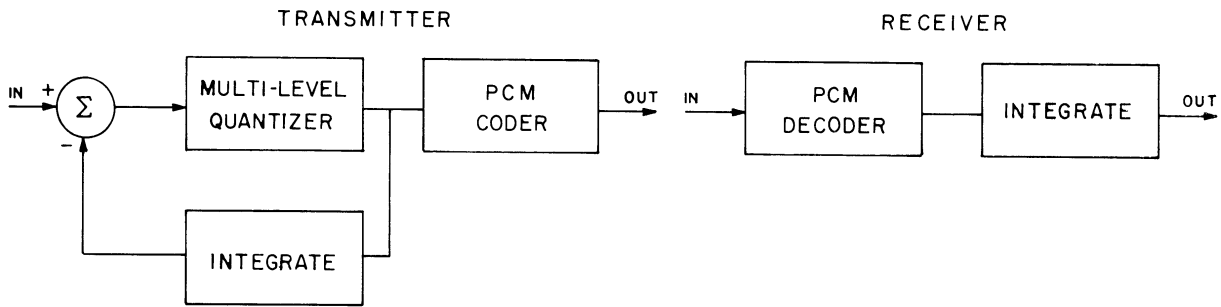 TRANSMITTER
RECEIVER
IN
+
Σ
−
MULTI-LEVEL
QUANTIZER
PCM
CODER
OUT
INTEGRATE
IN
PCM
DECODER
INTEGRATE
OUT